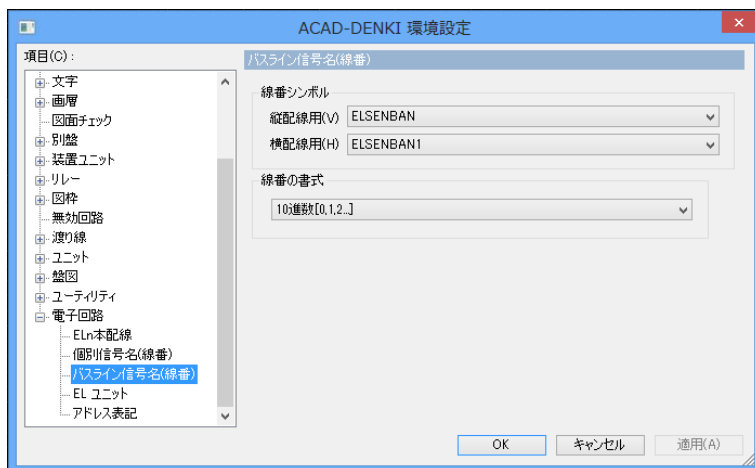 ACAD-DENKI 環境設定
項目(C):
文字
画層
図面チェック
別盤
装置ユニット
リレー
図枠
無効回路
渡り線
ユニット
盤図
ユーティリティ
電子回路
ELn本配線
個別信号名(線番)
バスライン信号名(線番)
EL ユニット
アドレス表記
バスライン信号名(線番)
線番シンボル
縦配線用(V) ELSENBAN
横配線用(H) ELSENBAN1
線番の書式
10進数[0,1,2...]
OK キャンセル 適用(A)